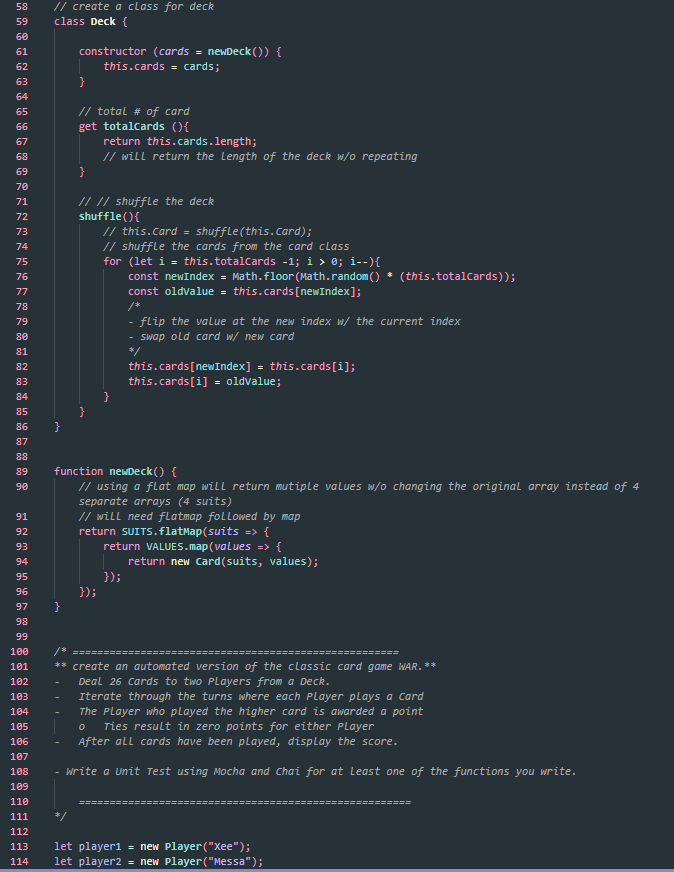 58 // create a class for deck
59 class Deck {
60
61 constructor (cards = newDeck()) {
62 this.cards = cards;
63 }
64
65 // total # of card
66 get totalCards (){
67 return this.cards.length;
68 // will return the length of the deck w/o repeating
69 }
70
71 // // shuffle the deck
72 shuffle(){
73 // this.Card = shuffle(this.Card);
74 // shuffle the cards from the card class
75 for (let i = this.totalCards -1; i > 0; i--){
76 const newIndex = Math.floor(Math.random() * (this.totalCards));
77 const oldValue = this.cards[newIndex];
78 /*
79 - flip the value at the new index w/ the current index
80 - swap old card w/ new card
81 */
82 this.cards[newIndex] = this.cards[i];
83 this.cards[i] = oldValue;
84 }
85 }
86 }
87
88
89 function newDeck() {
90 // using a flat map will return mutiple values w/o changing the original array instead of 4
separate arrays (4 suits)
91 // will need flatmap followed by map
92 return SUITS.flatMap(suits => {
93 return VALUES.map(values => {
94 return new Card(suits, values);
95 });
96 });
97 }
98
99
100 /* =====================================================
101 ** create an automated version of the classic card game WAR.**
102 - Deal 26 Cards to two Players from a Deck.
103 - Iterate through the turns where each Player plays a Card
104 - The Player who played the higher card is awarded a point
105 o Ties result in zero points for either Player
106 - After all cards have been played, display the score.
107
108 - Write a Unit Test using Mocha and Chai for at least one of the functions you write.
109
110 ======================================================
111 */
112
113 let player1 = new Player("Xee");
114 let player2 = new Player("Messa");